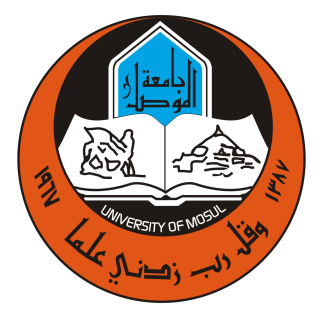 جامعة
الموصل
UNIVERSITY OF MOSUL
١٩٦٧
١٣٨٧
وقل رب زدني علما